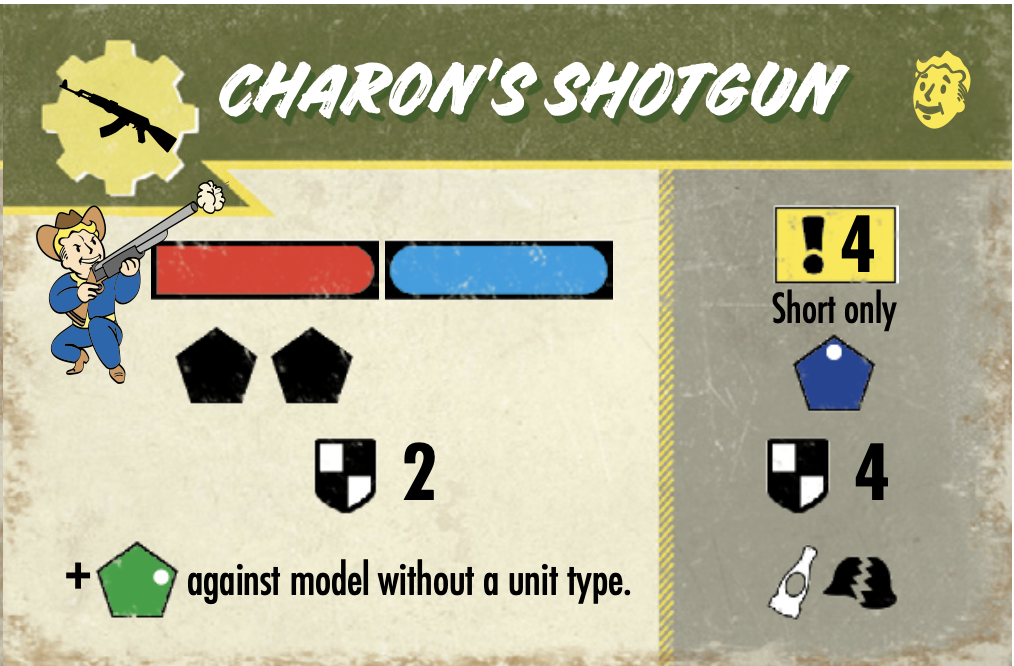 CHARON'S SHOTGUN
! 4
Short only
2
4
+ against model without a unit type.